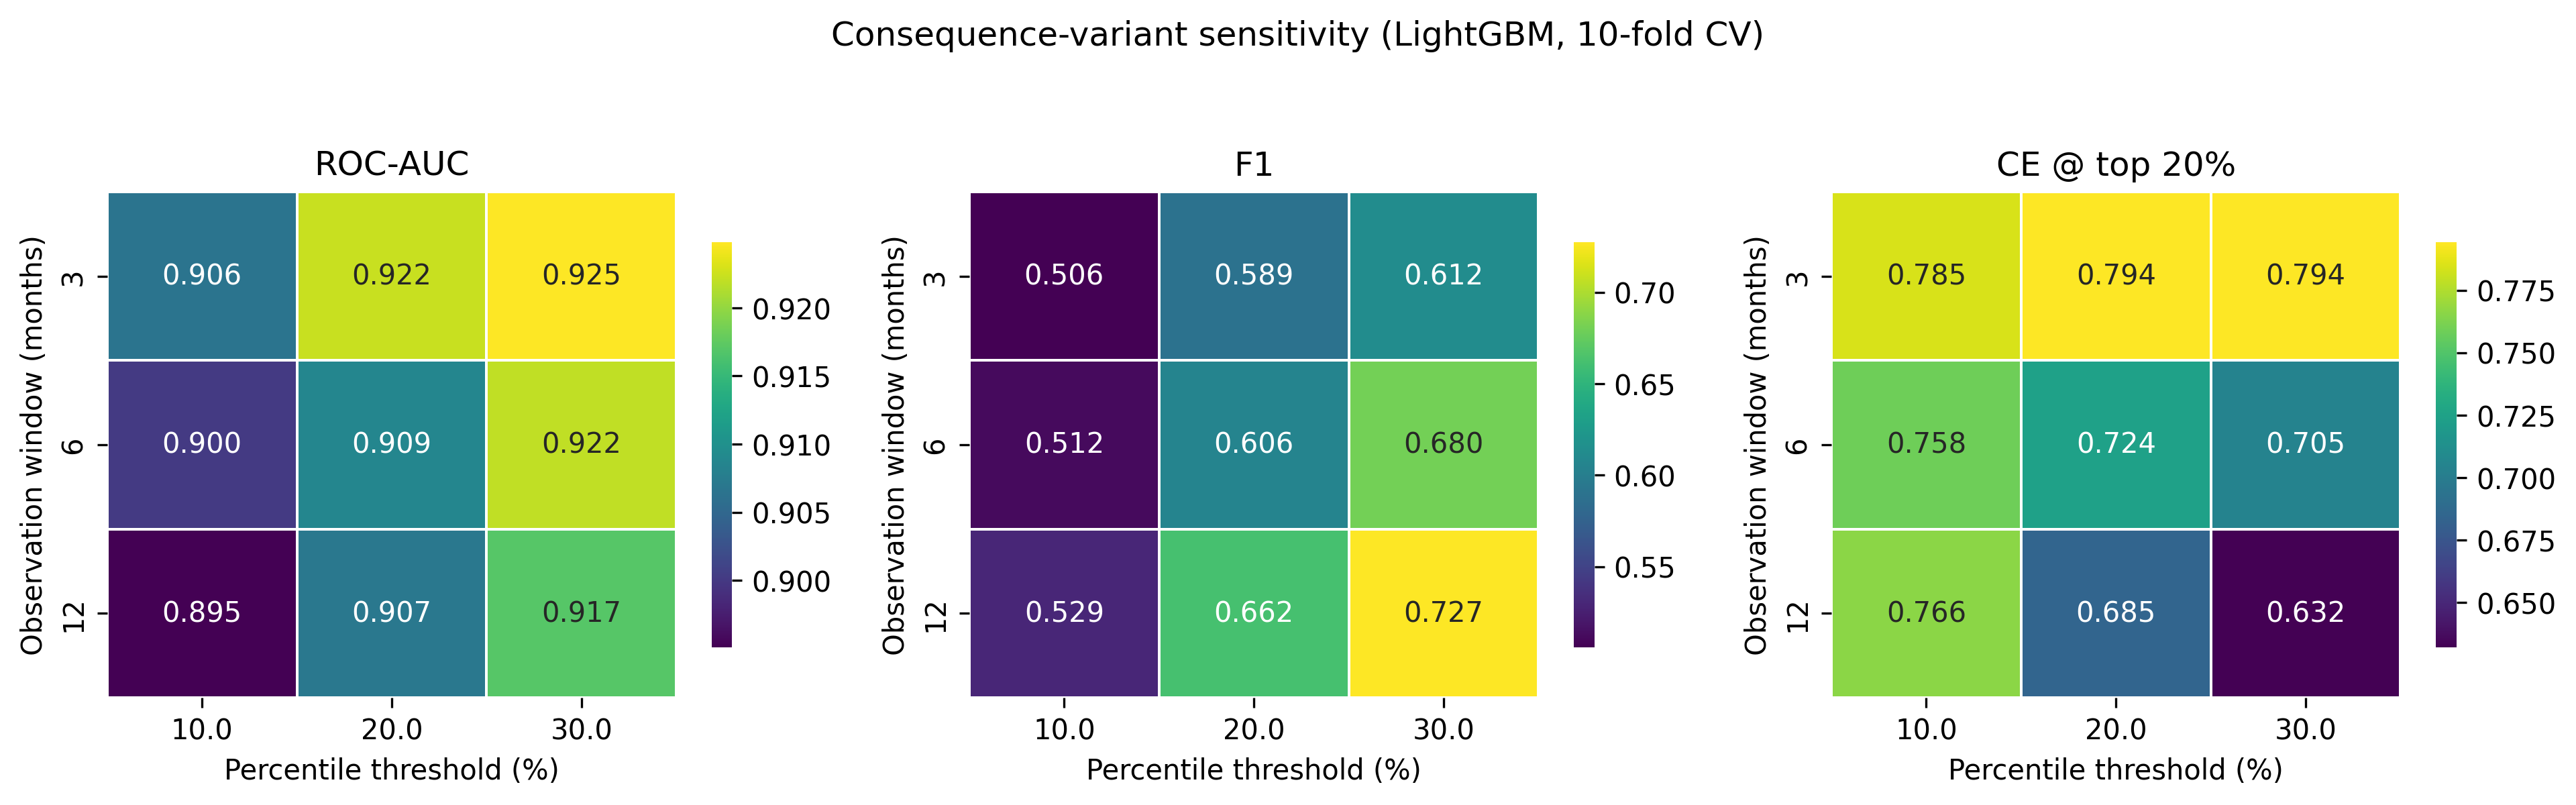 Consequence-variant sensitivity (LightGBM, 10-fold CV)
ROC-AUC
Observation window (months)
3
6
12
0.906 0.922 0.925
0.900 0.909 0.922
0.895 0.907 0.917
10.0 20.0 30.0
Percentile threshold (%)
0.920
0.915
0.910
0.905
0.900
F1
Observation window (months)
3
6
12
0.506 0.589 0.612
0.512 0.606 0.680
0.529 0.662 0.727
10.0 20.0 30.0
Percentile threshold (%)
0.70
0.65
0.60
0.55
CE @ top 20%
Observation window (months)
3
6
12
0.785 0.794 0.794
0.758 0.724 0.705
0.766 0.685 0.632
10.0 20.0 30.0
Percentile threshold (%)
0.775
0.750
0.725
0.700
0.675
0.650